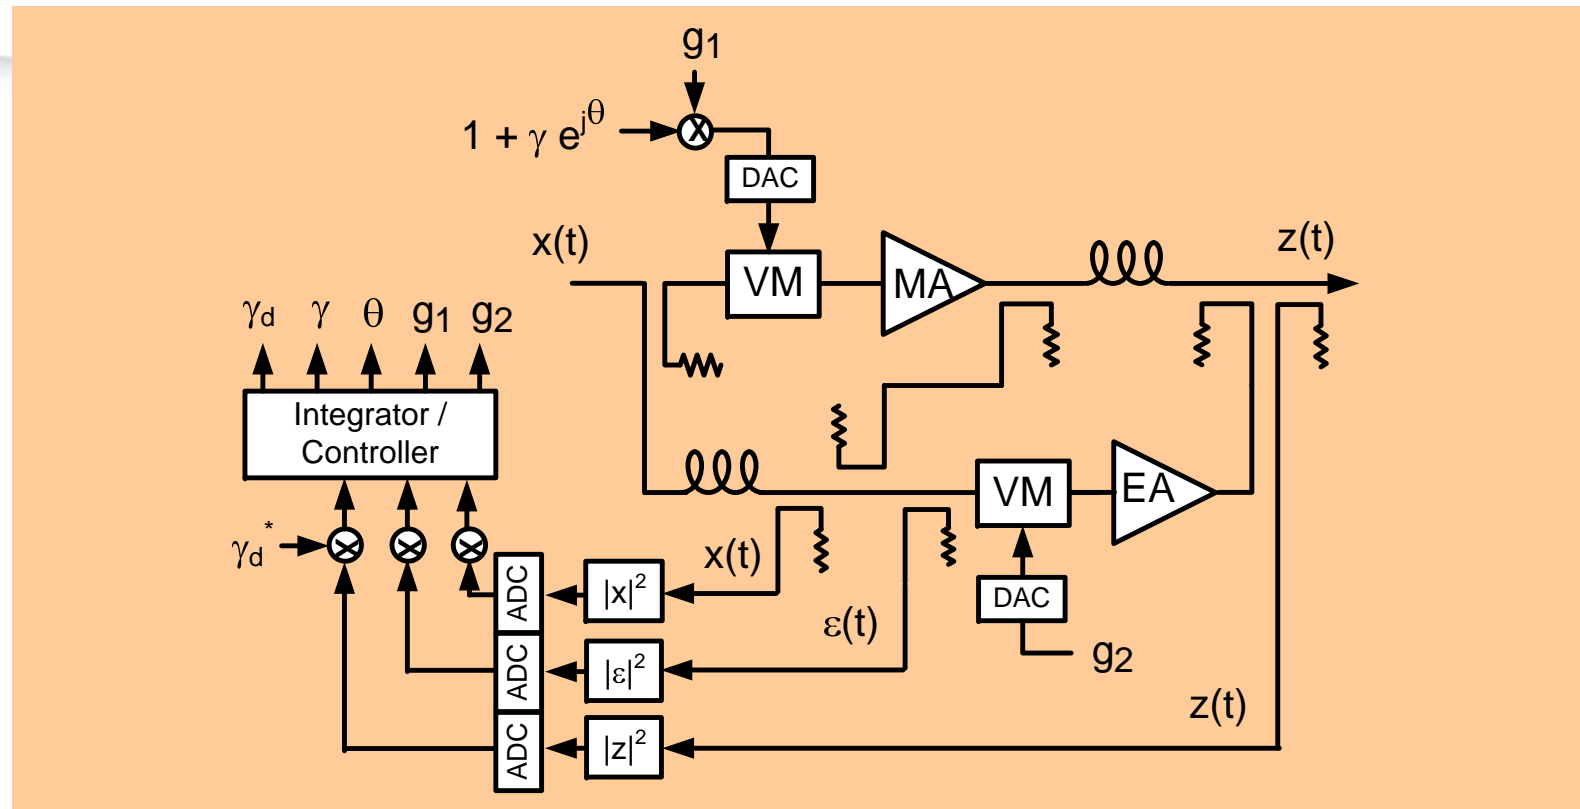 g₁
1 + γ e^jθ
X
DAC
x(t)
z(t)
VM
MA
γd γ θ g₁ g₂
Integrator /
Controller
VM
EA
γd*
X X X
x(t)
ADC
|x|²
DAC
ε(t)
ADC
|ε|²
g₂
z(t)
ADC
|z|²